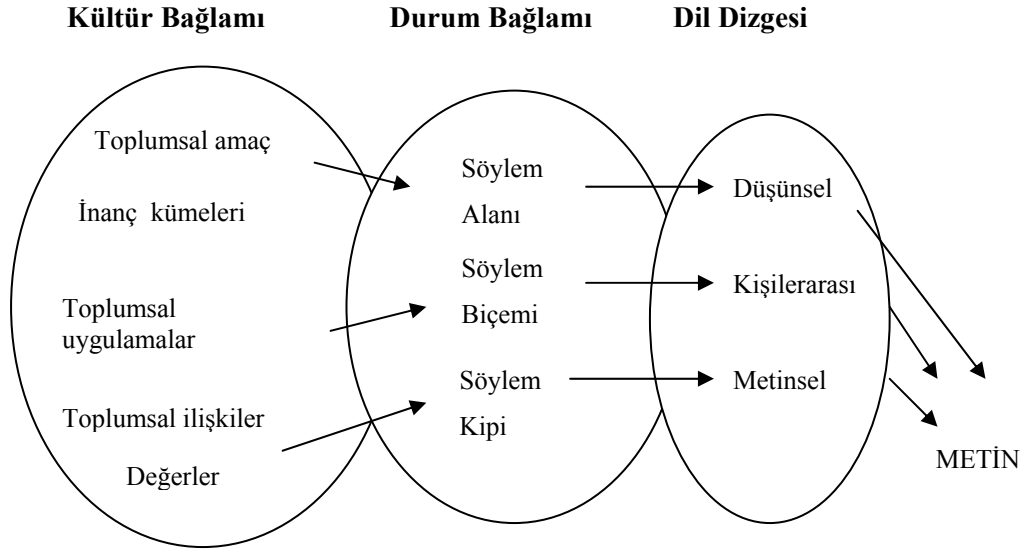 Kültür Bağlamı
Durum Bağlamı
Dil Dizgesi
Toplumsal amaç
İnanç kümeleri
Toplumsal
uygulamalar
Toplumsal ilişkiler
Değerler
Söylem
Alanı
Söylem
Biçemi
Söylem
Kipi
Düşünsel
Kişilerarası
Metinsel
METİN